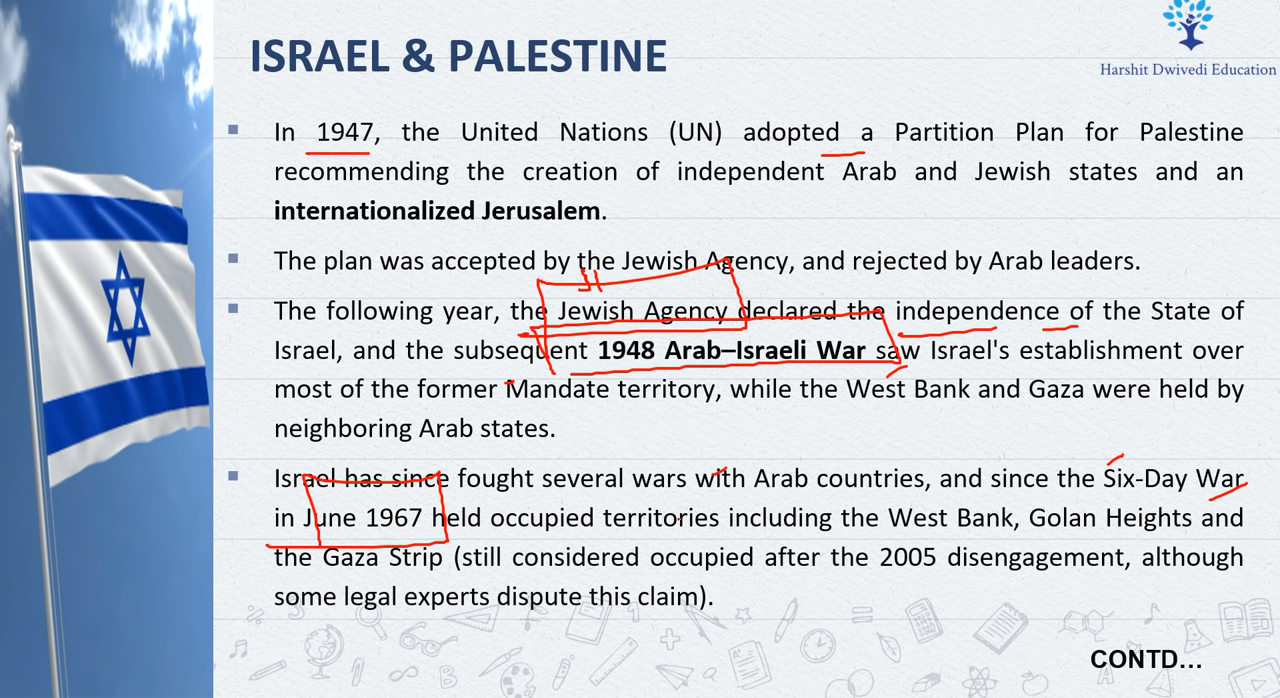 ISRAEL & PALESTINE
Harshit Dwivedi Education
▪ In 1947, the United Nations (UN) adopted a Partition Plan for Palestine
recommending the creation of independent Arab and Jewish states and an
internationalized Jerusalem.
▪ The plan was accepted by the Jewish Agency, and rejected by Arab leaders.
▪ The following year, the Jewish Agency declared the independence of the State of
Israel, and the subsequent 1948 Arab–Israeli War saw Israel's establishment over
most of the former Mandate territory, while the West Bank and Gaza were held by
neighboring Arab states.
▪ Israel has since fought several wars with Arab countries, and since the Six-Day War
in June 1967 held occupied territories including the West Bank, Golan Heights and
the Gaza Strip (still considered occupied after the 2005 disengagement, although
some legal experts dispute this claim).
CONTD...